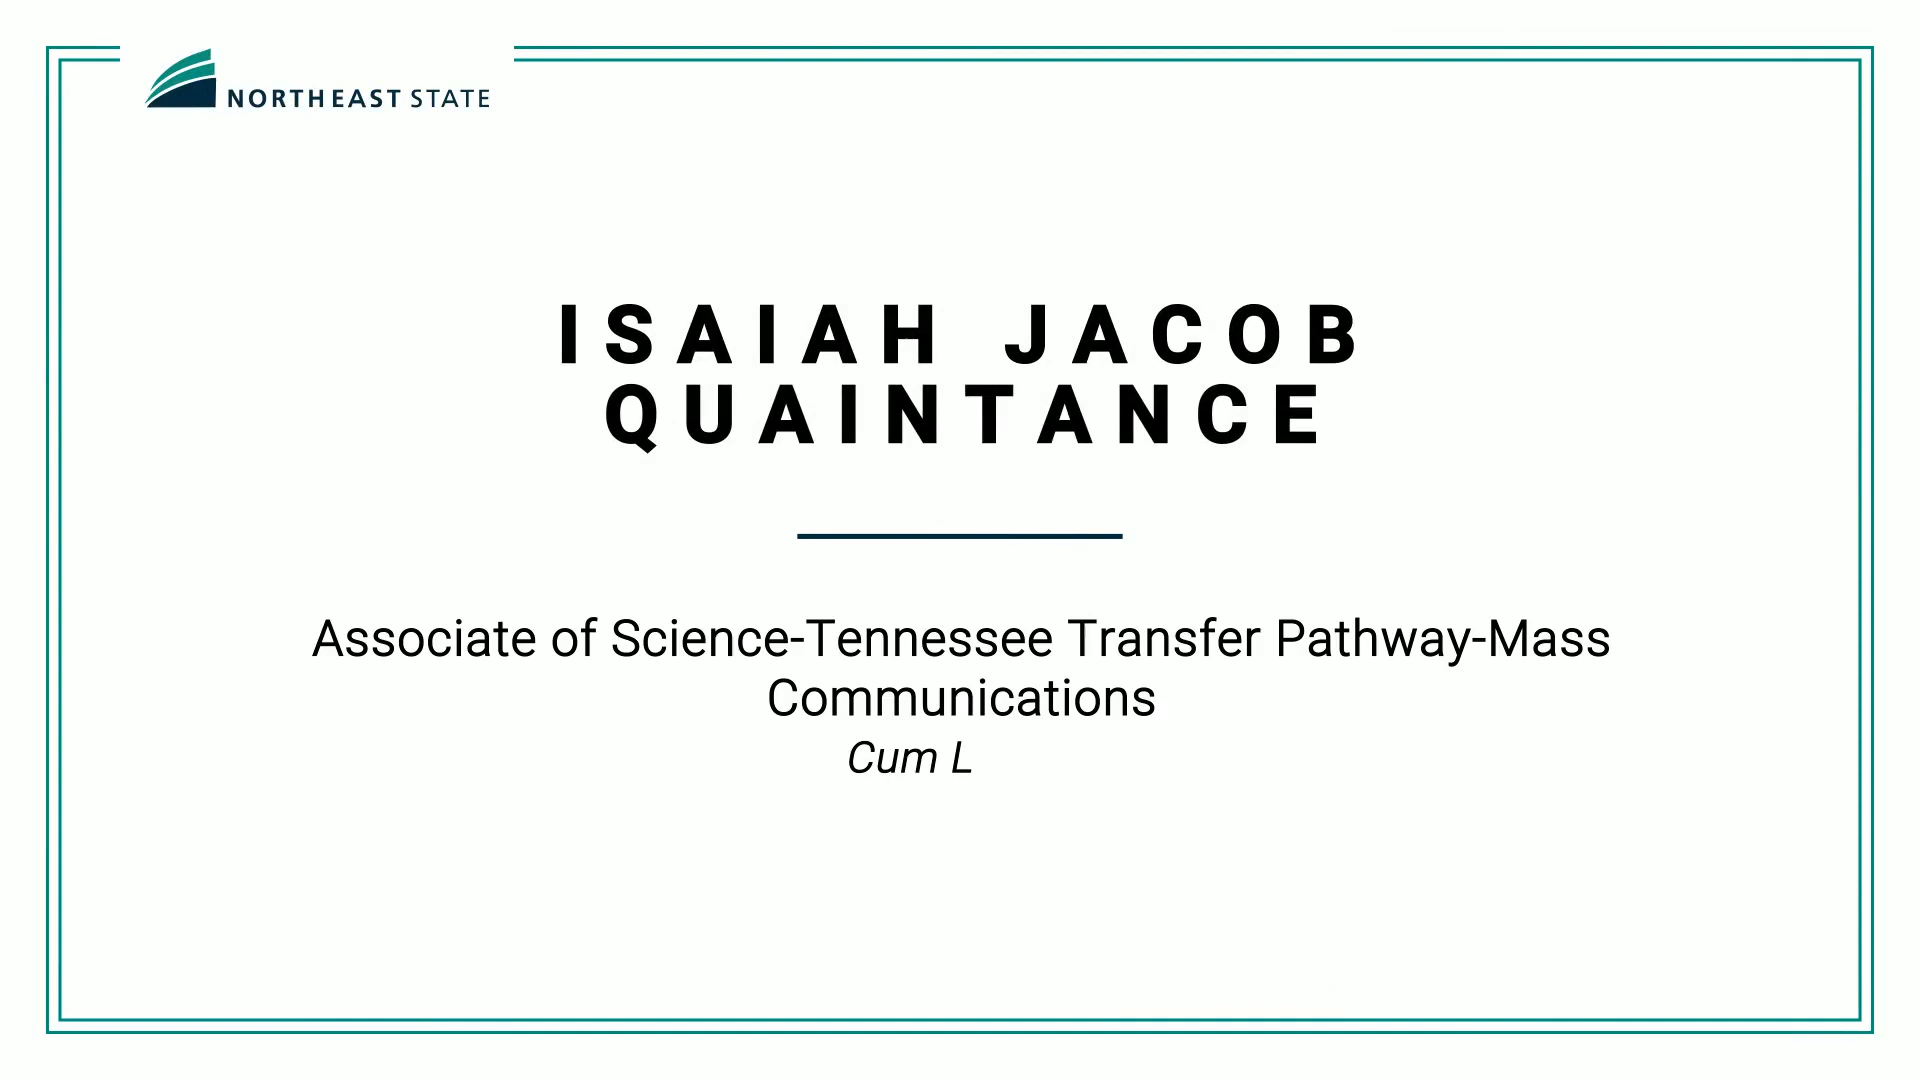 NORTHEAST STATE
ISAIAH JACOB
QUAINTANCE
Associate of Science-Tennessee Transfer Pathway-Mass
Communications
Cum L